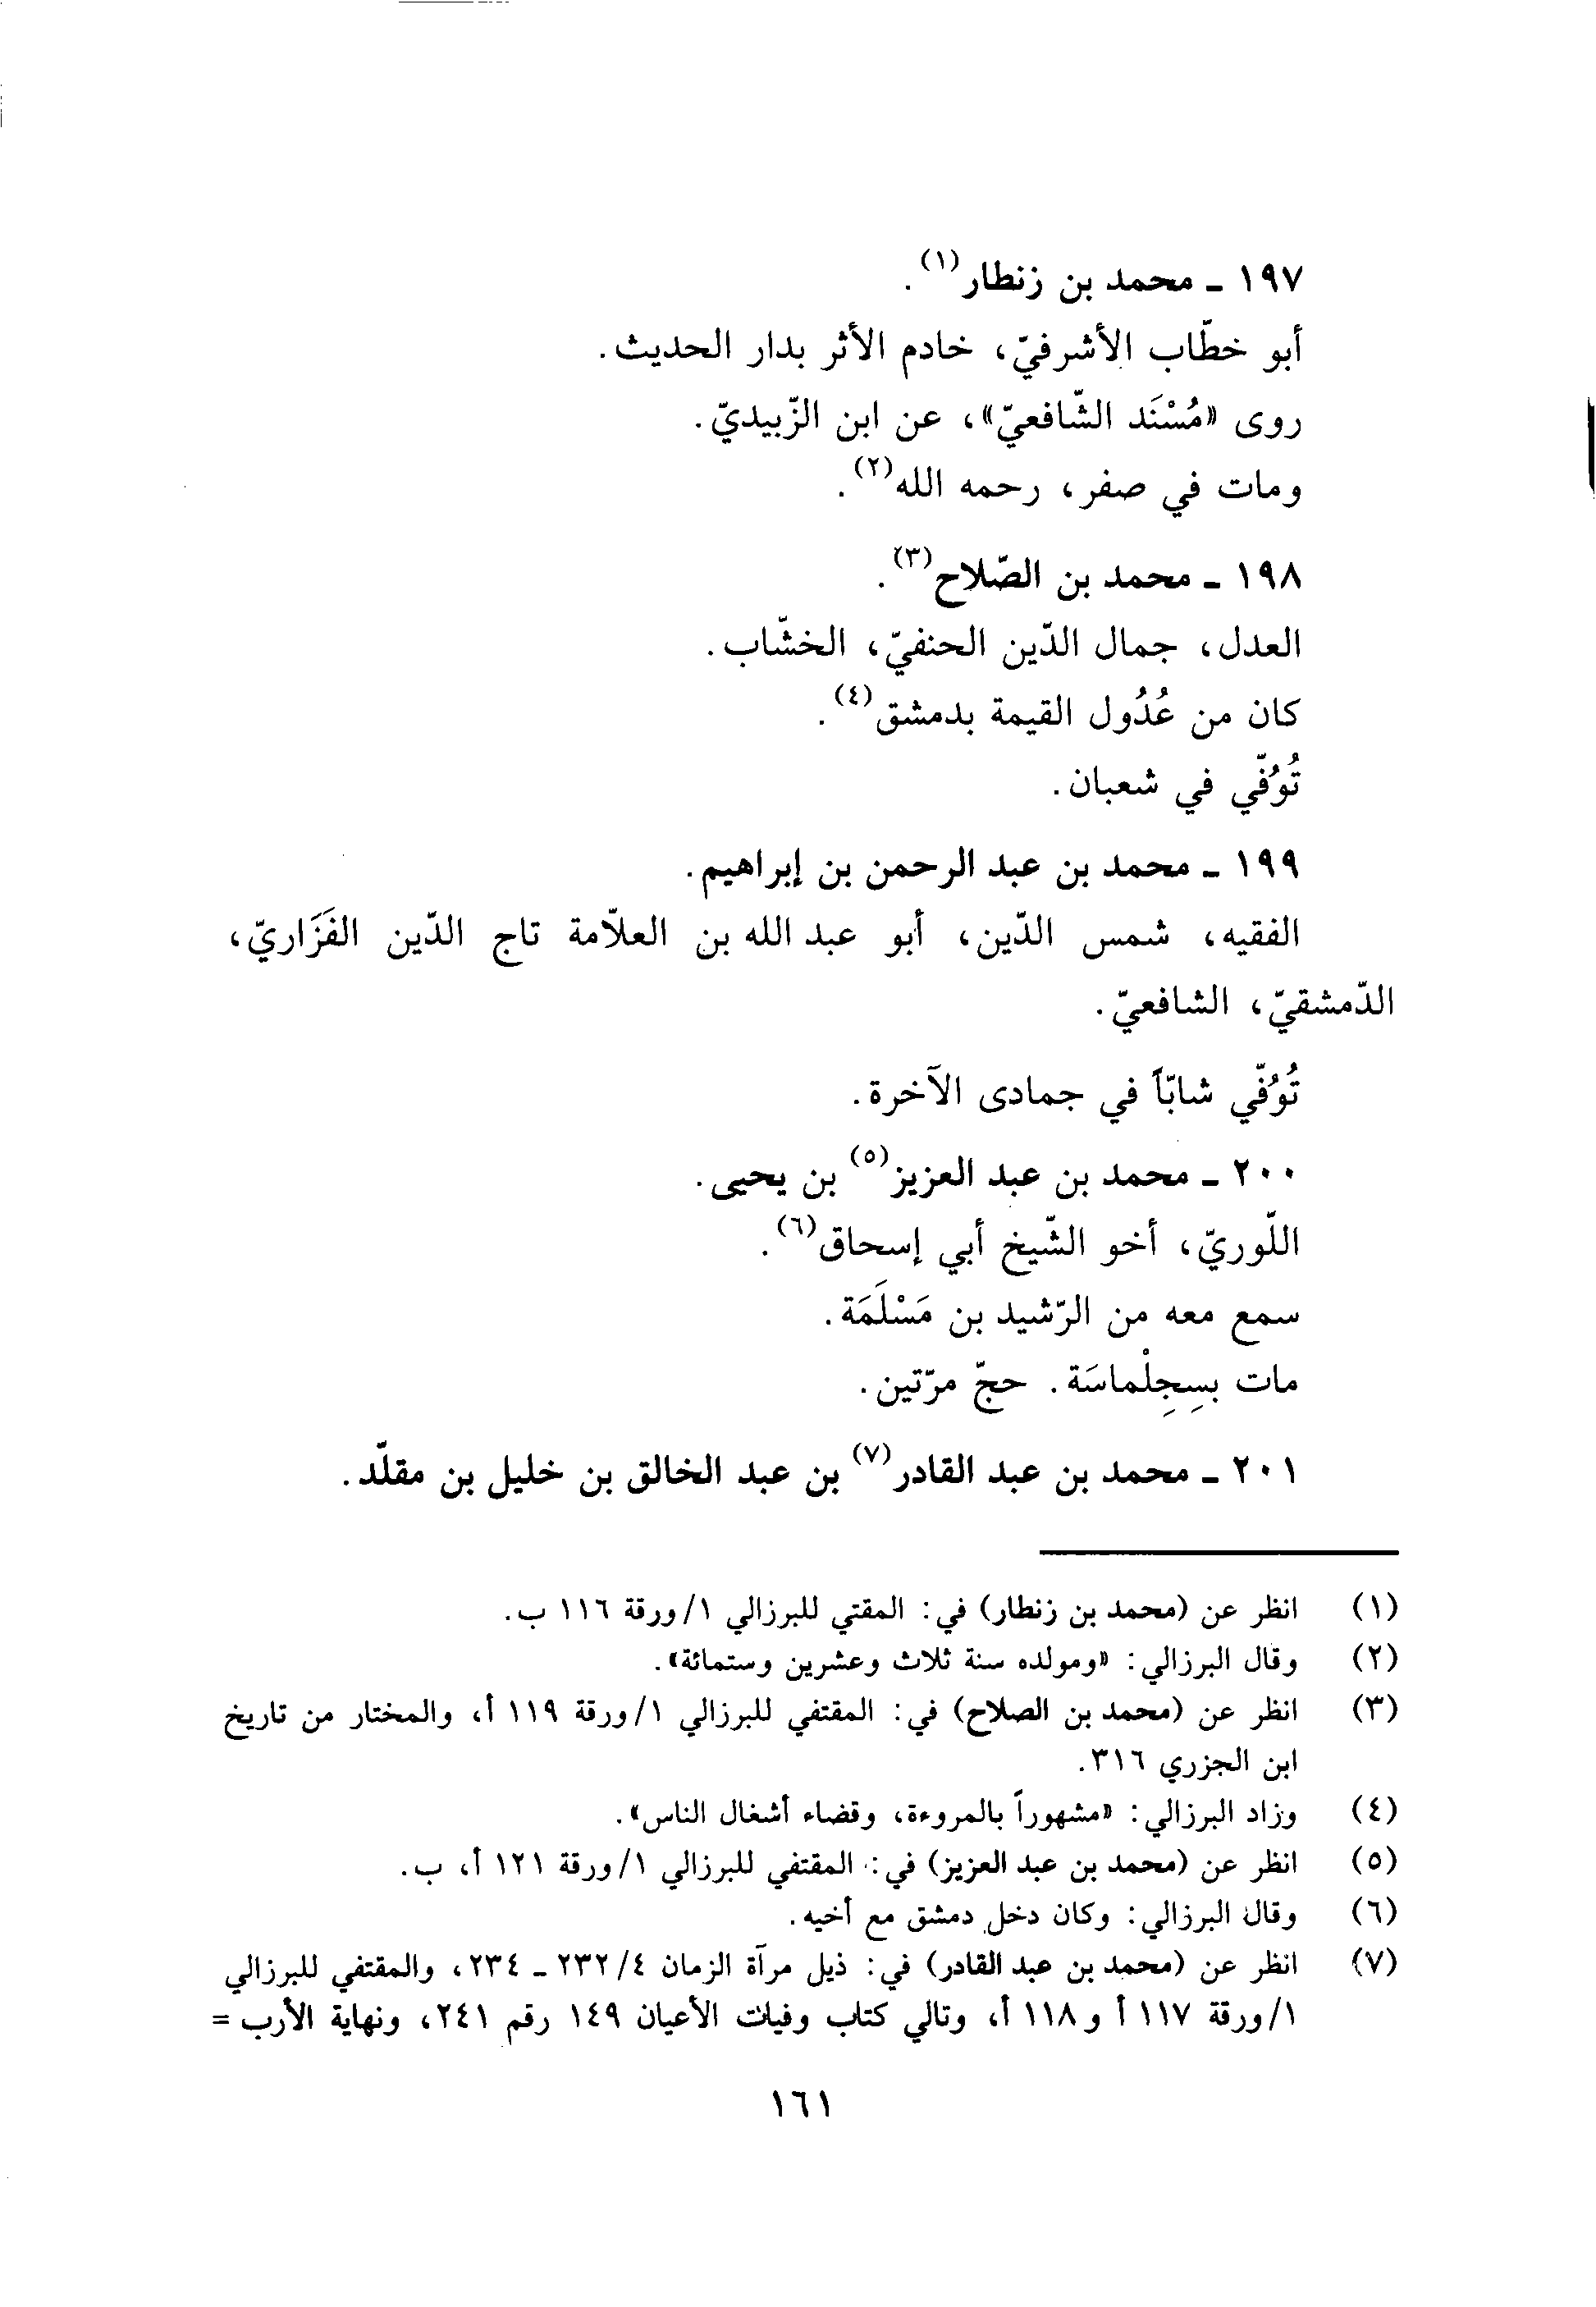 ١٩٧ ـ محمد بن زنطار(١).
أبو خطّاب الأشرفيّ، خادم الأثر بدار الحديث.
روى «مُسْنَد الشّافعيّ»، عن ابن الزّبيديّ.
ومات في صفر، رحمه الله(٢).
١٩٨ ـ محمد بن الصّلاح(٣).
العدل، جمال الدّين الحنفيّ، الخشّاب.
كان من عُدُول القيمة بدمشق(٤).
تُوُفّي في شعبان.
١٩٩ ـ محمد بن عبد الرحمن بن إبراهيم.
الفقيه، شمس الدّين، أبو عبد الله بن العلاّمة تاج الدّين الفَزَاريّ،
الدّمشقيّ، الشافعيّ.
تُوُفّي شابّاً في جمادى الآخرة.
٢٠٠ ـ محمد بن عبد العزيز(٥) بن يحيى.
اللّوريّ، أخو الشّيخ أبي إسحاق(٦).
سمع معه من الرّشيد بن مَسْلَمَة.
مات بسِجِلْماسَة. حجّ مرّتين.
٢٠١ ـ محمد بن عبد القادر(٧) بن عبد الخالق بن خليل بن مقلّد.
(١) انظر عن (محمد بن زنطار) في: المقتي للبرزالي ١/ورقة ١١٦ ب.
(٢) وقال البرزالي: «ومولده سنة ثلاث وعشرين وستمائة».
(٣) انظر عن (محمد بن الصلاح) في: المقتفي للبرزالي ١/ورقة ١١٩ أ، والمختار من تاريخ
ابن الجزري ٣١٦.
(٤) وزاد البرزالي: «مشهوراً بالمروءة، وقضاء أشغال الناس».
(٥) انظر عن (محمد بن عبد العزيز) في: المقتفي للبرزالي ١/ورقة ١٢١ أ، ب.
(٦) وقال البرزالي: وكان دخل دمشق مع أخيه.
(٧) انظر عن (محمد بن عبد القادر) في: ذيل مرآة الزمان ٤/٢٣٢ ـ ٢٣٤، والمقتفي للبرزالي
١/ورقة ١١٧ أ و ١١٨ أ، وتالي كتاب وفيات الأعيان ١٤٩ رقم ٢٤١، ونهاية الأرب =
١٦١